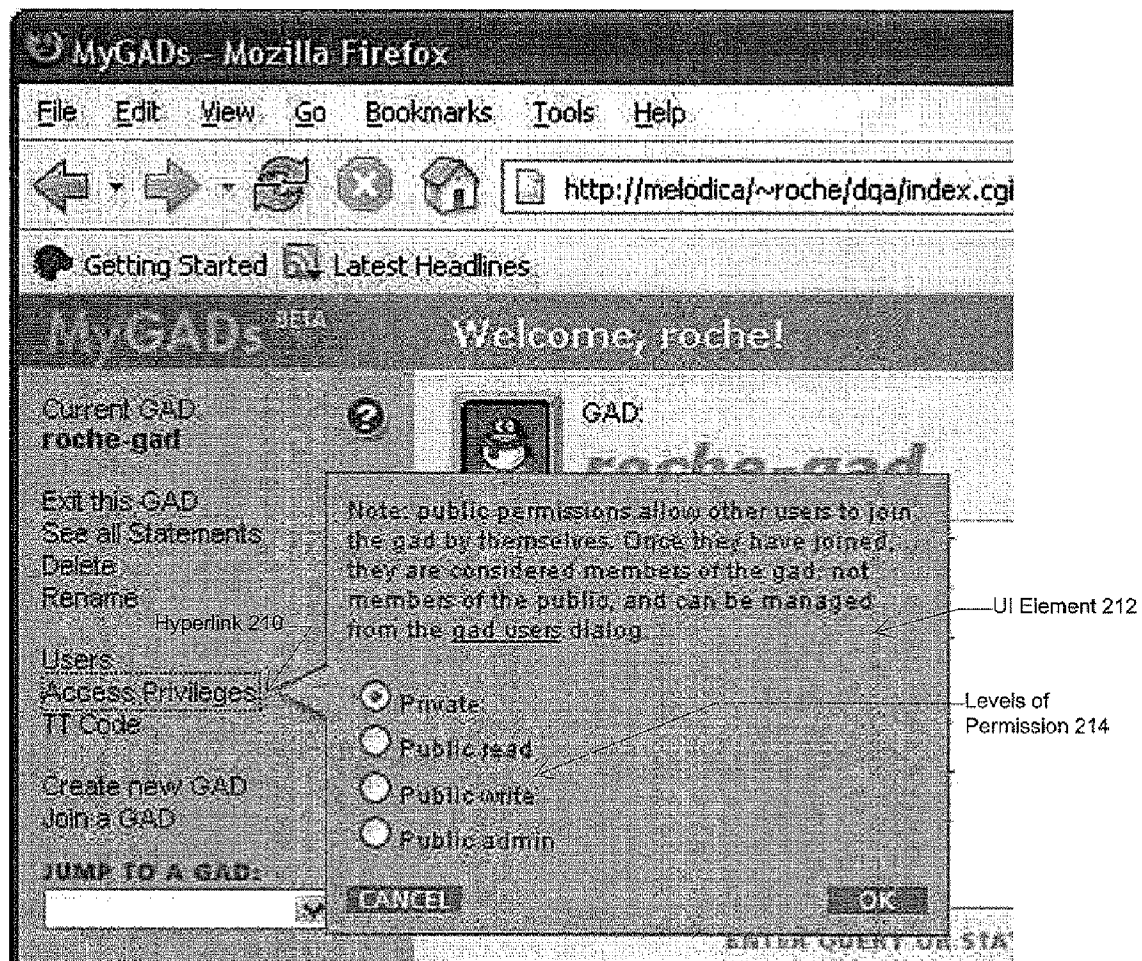 MyGADs - Mozilla Firefox
File Edit View Go Bookmarks Tools Help
http://melodica/~roche/dqa/index.cgi
Getting Started Latest Headlines
MyGADs BETA Welcome, roche!
Current GAD:
roche-gad
GAD:
roche-gad
Exit this GAD
See all Statements
Delete
Rename
Hyperlink 210
Users
Access Privileges
TT Code
Create new GAD
Join a GAD
JUMP TO A GAD:
Note: public permissions allow other users to join
the gad by themselves. Once they have joined,
they are considered members of the gad, not
members of the public, and can be managed
from the gad users dialog.
Private
Public read
Public write
Public admin
CANCEL OK
UI Element 212
Levels of
Permission 214
ENTER QUERY OR STA